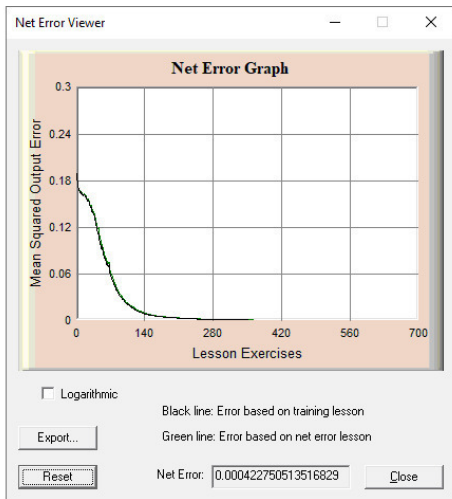 Net Error Viewer
Net Error Graph
Mean Squared Output Error
0.3
0.24
0.18
0.12
0.06
0
0 140 280 420 560 700
Lesson Exercises
Logarithmic
Black line: Error based on training lesson
Export...
Green line: Error based on net error lesson
Reset
Net Error: 0.000422750513516829
Close